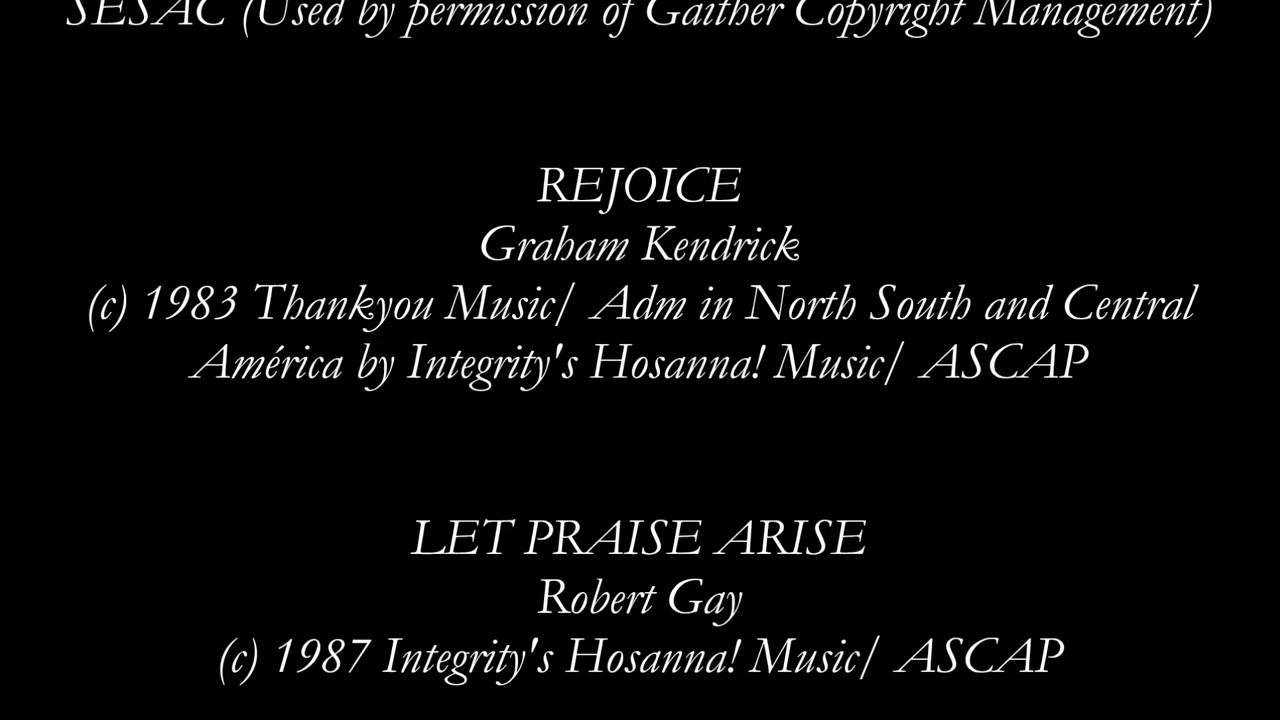 SESAC (Used by permission of Gaither Copyright Management)
REJOICE
Graham Kendrick
(c) 1983 Thankyou Music/ Adm in North South and Central
América by Integrity's Hosanna! Music/ ASCAP
LET PRAISE ARISE
Robert Gay
(c) 1987 Integrity's Hosanna! Music/ ASCAP